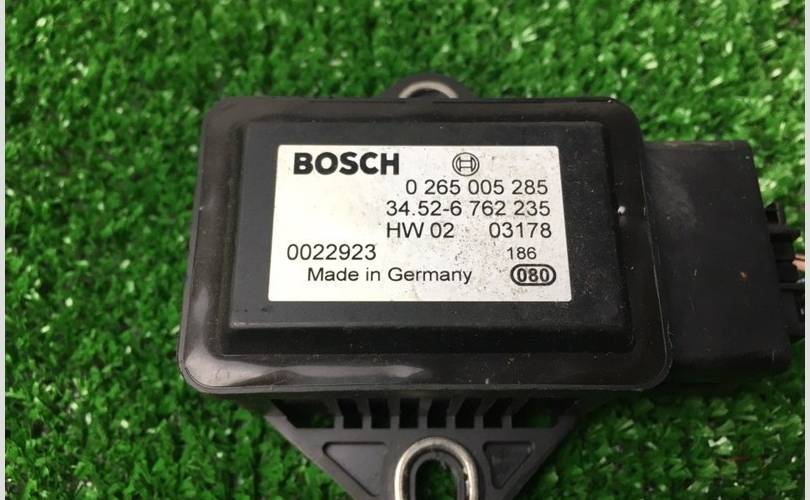 BOSCH
0 265 005 285
34.52-6 762 235
HW 02 03178
0022923 186
Made in Germany 080